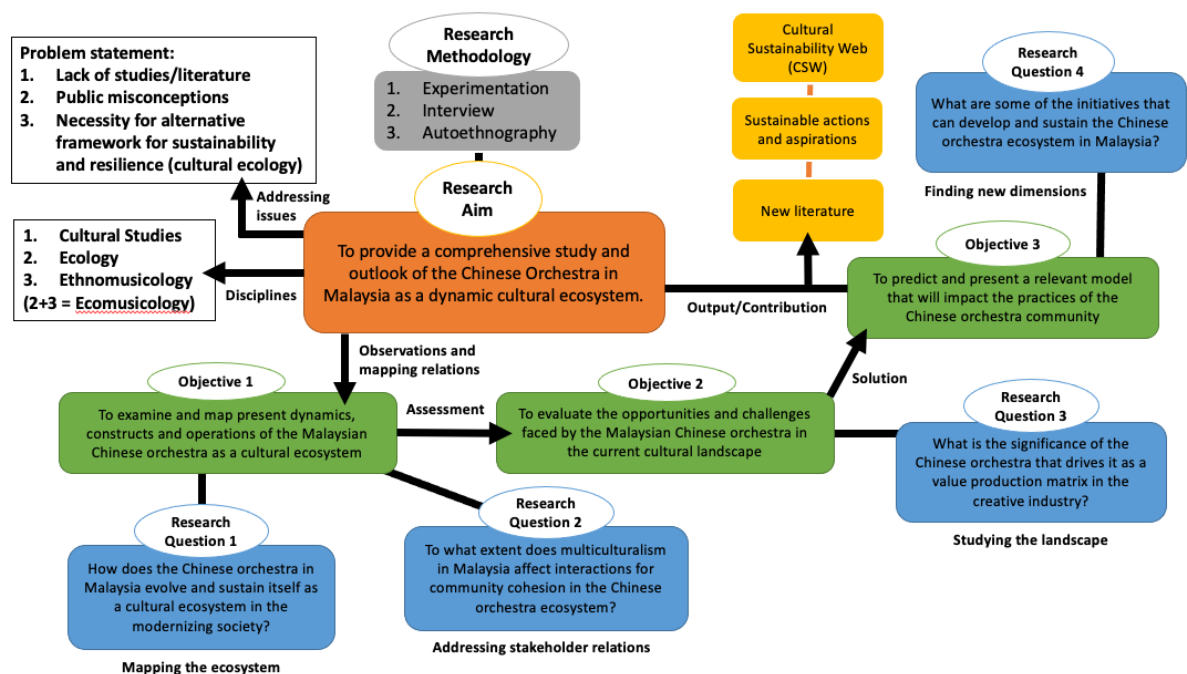 Problem statement:
1. Lack of studies/literature
2. Public misconceptions
3. Necessity for alternative
framework for sustainability
and resilience (cultural ecology)
Research
Methodology
1. Experimentation
2. Interview
3. Autoethnography
Cultural
Sustainability Web
(CSW)
Sustainable actions
and aspirations
New literature
Research
Question 4
What are some of the initiatives that
can develop and sustain the Chinese
orchestra ecosystem in Malaysia?
Finding new dimensions
Addressing
issues
1. Cultural Studies
2. Ecology
3. Ethnomusicology
(2+3 = Ecomusicology)
Disciplines
Research
Aim
To provide a comprehensive study and
outlook of the Chinese Orchestra in
Malaysia as a dynamic cultural ecosystem.
Output/Contribution
Objective 3
To predict and present a relevant model
that will impact the practices of the
Chinese orchestra community
Observations and
mapping relations
Objective 1
To examine and map present dynamics,
constructs and operations of the Malaysian
Chinese orchestra as a cultural ecosystem
Assessment
Objective 2
To evaluate the opportunities and challenges
faced by the Malaysian Chinese orchestra in
the current cultural landscape
Solution
Research
Question 3
What is the significance of the
Chinese orchestra that drives it as a
value production matrix in the
creative industry?
Studying the landscape
Research
Question 1
How does the Chinese orchestra in
Malaysia evolve and sustain itself as
a cultural ecosystem in the
modernizing society?
Mapping the ecosystem
Research
Question 2
To what extent does multiculturalism
in Malaysia affect interactions for
community cohesion in the Chinese
orchestra ecosystem?
Addressing stakeholder relations